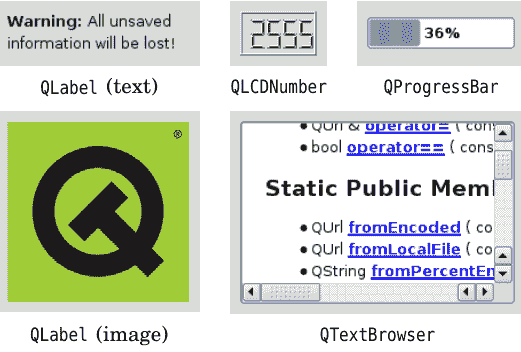 Warning: All unsaved
information will be lost!
QLabel (text)
2555
QLCDNumber
36%
QProgressBar
®
QLabel (image)
QUrl & operator= ( cons
bool operator== ( cons
Static Public Mem
QUrl fromEncoded ( co
QUrl fromLocalFile ( co
QString fromPercentEn
QTextBrowser